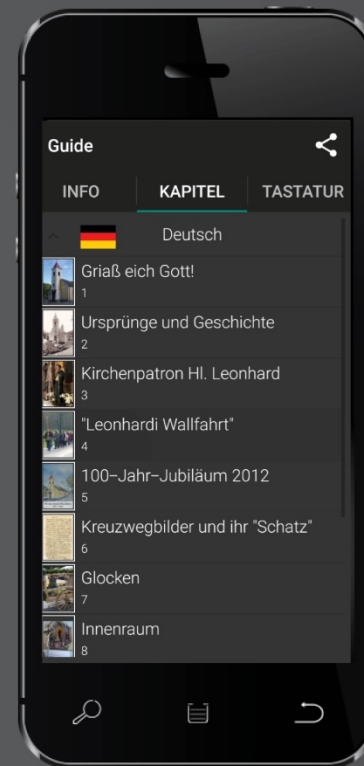 Guide
INFO KAPITEL TASTATUR
Deutsch
Griaß eich Gott!
1
Ursprünge und Geschichte
2
Kirchenpatron Hl. Leonhard
3
"Leonhardi Wallfahrt"
4
100-Jahr-Jubiläum 2012
5
Kreuzwegbilder und ihr "Schatz"
6
Glocken
7
Innenraum
8